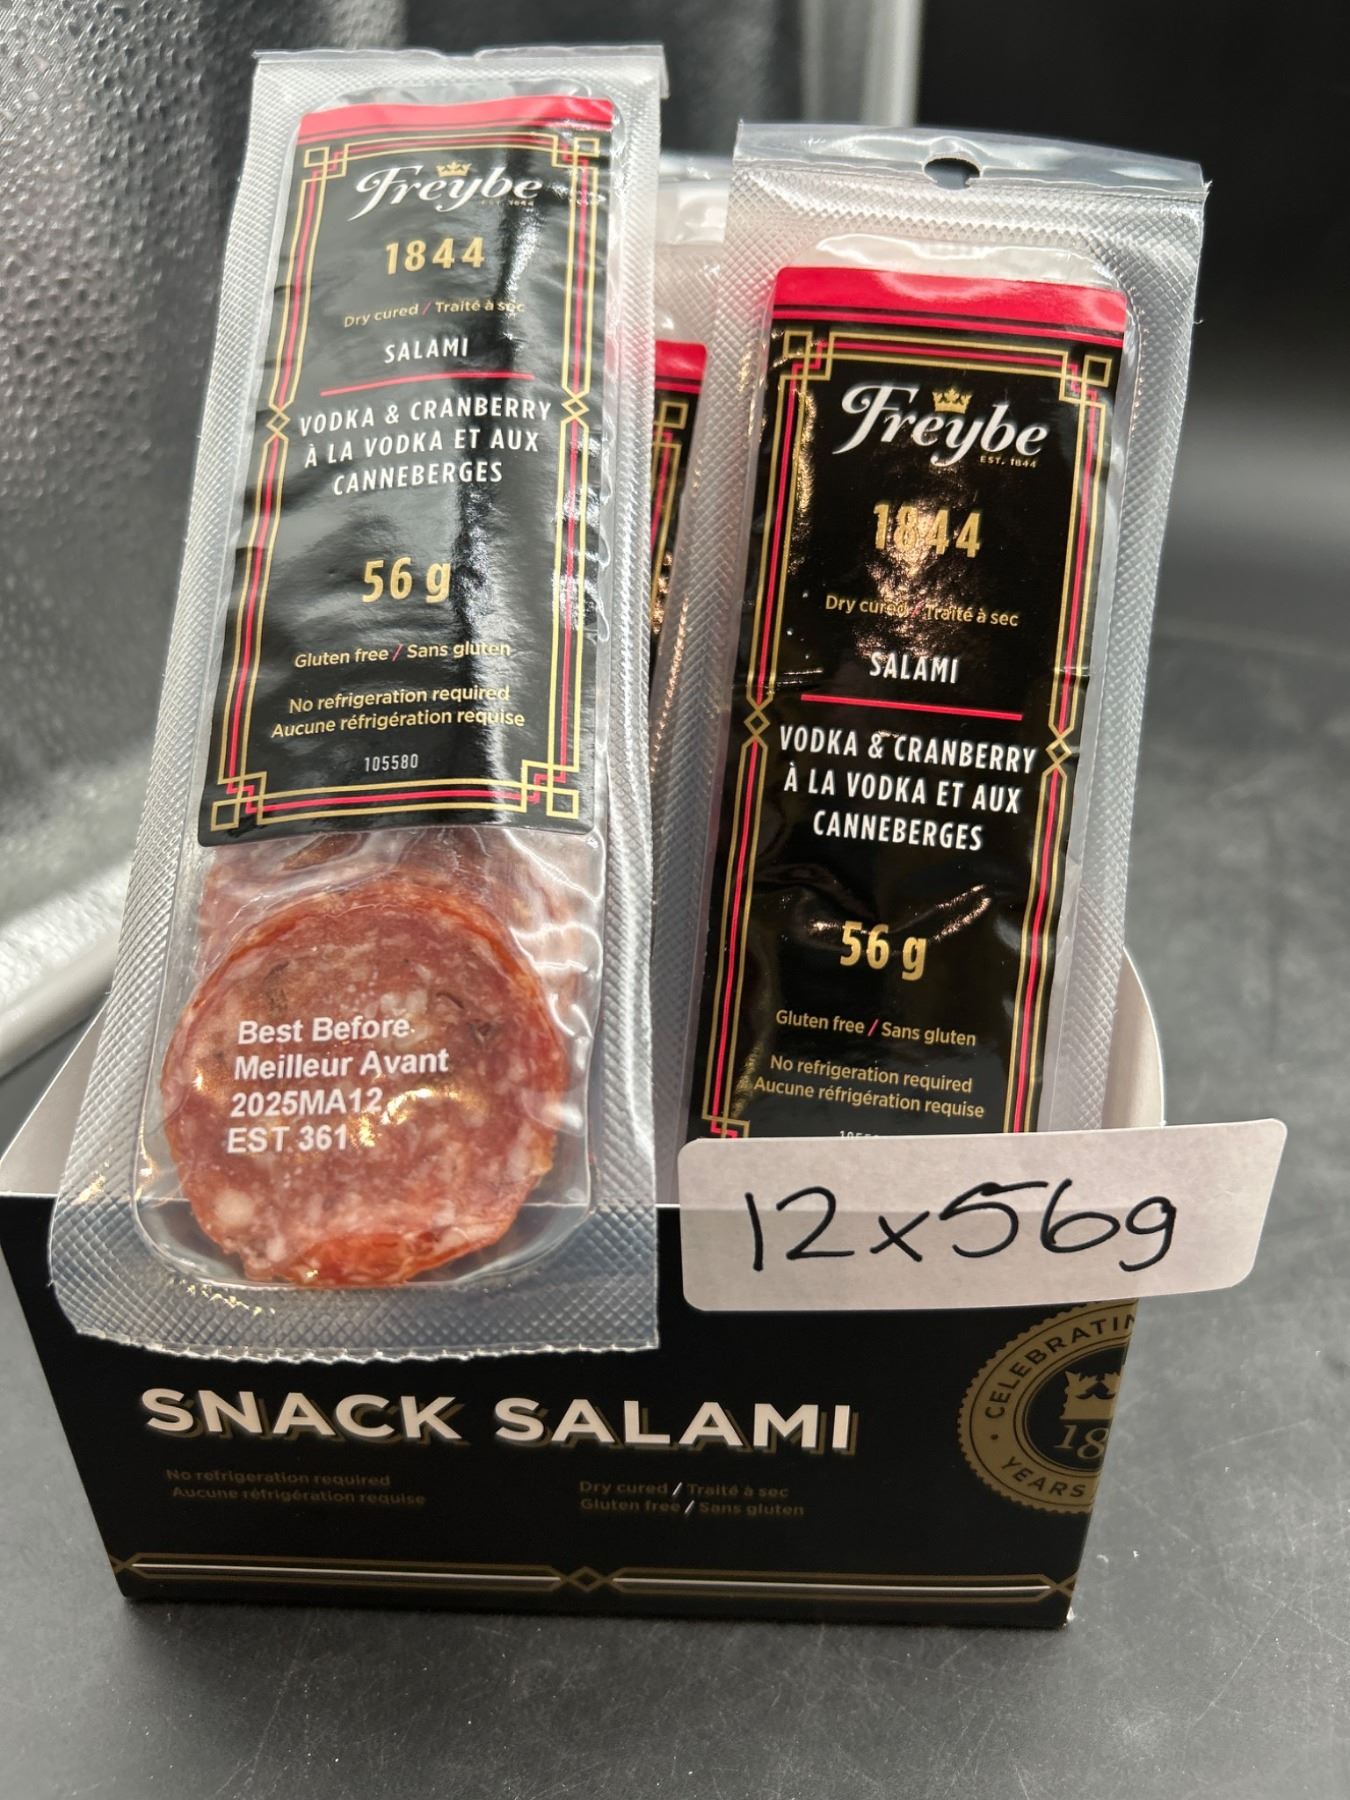 Freybe
EST. 1844
1844
Dry cured / Traité à sec
SALAMI
VODKA & CRANBERRY
À LA VODKA ET AUX
CANNEBERGES
56 g
Gluten free / Sans gluten
No refrigeration required
Aucune réfrigération requise
105580
Best Before
Meilleur Avant
2025MA12
EST 361
Freybe
EST. 1844
1844
Dry cured / Traité à sec
SALAMI
VODKA & CRANBERRY
À LA VODKA ET AUX
CANNEBERGES
56 g
Gluten free / Sans gluten
No refrigeration required
Aucune réfrigération requise
12x56g
SNACK SALAMI
No refrigeration required
Aucune réfrigération requise
Dry cured / Traité à sec
Gluten free / Sans gluten
YEARS